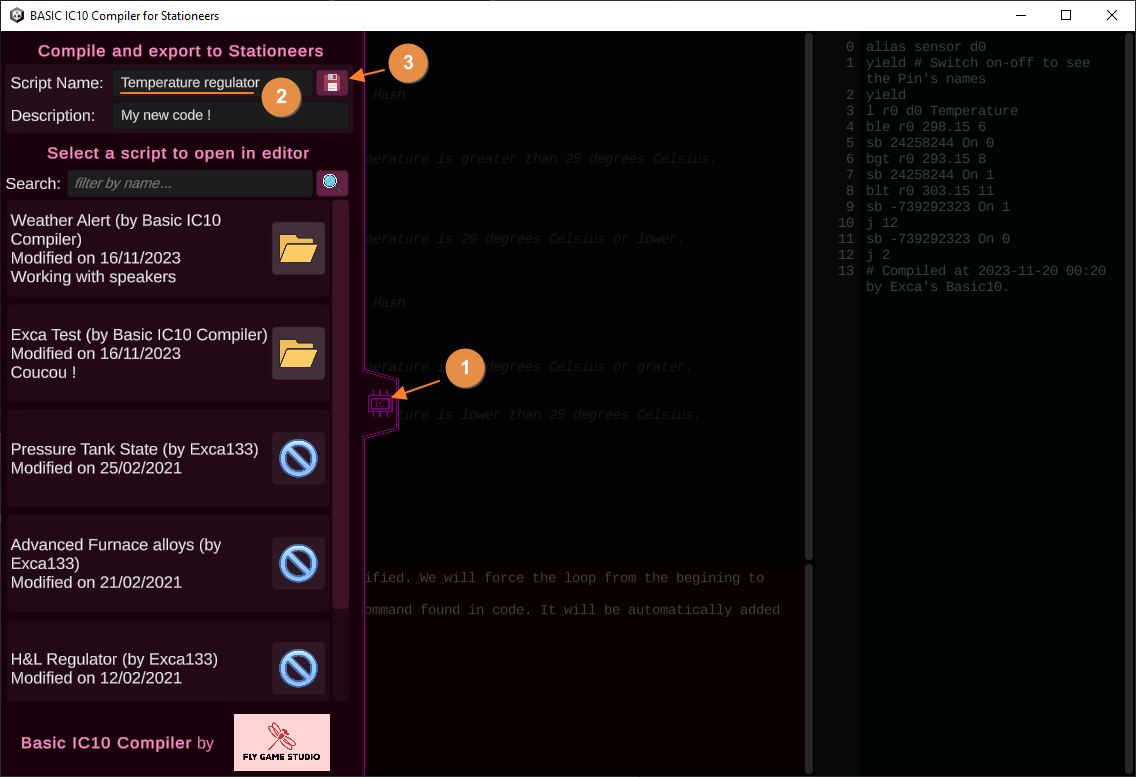 BASIC IC10 Compiler for Stationeers
Compile and export to Stationeers
Script Name: Temperature regulator
Description: My new code !
Select a script to open in editor
Search: filter by name...
Weather Alert (by Basic IC10
Compiler)
Modified on 16/11/2023
Working with speakers
Exca Test (by Basic IC10 Compiler)
Modified on 16/11/2023
Coucou !
Pressure Tank State (by Exca133)
Modified on 25/02/2021
Advanced Furnace alloys (by
Exca133)
Modified on 21/02/2021
H&L Regulator (by Exca133)
Modified on 12/02/2021
Basic IC10 Compiler by
FLY GAME STUDIO
1
2
3
IC
Hash
perature is greater than 25 degrees Celsius.
perature is 20 degrees Celsius or lower.
Hash
perature is degrees Celsius or grater.
ture is lower than 25 degrees Celsius.
ified. We will force the loop from the begining to
ommand found in code. It will be automatically added
0 alias sensor d0
1 yield # Switch on-off to see
the Pin's names
2 yield
3 l r0 d0 Temperature
4 ble r0 298.15 6
5 sb 24258244 On 0
6 bgt r0 293.15 8
7 sb 24258244 On 1
8 blt r0 303.15 11
9 sb -739292323 On 1
10 j 12
11 sb -739292323 On 0
12 j 2
13 # Compiled at 2023-11-20 00:20
by Exca's Basic10.